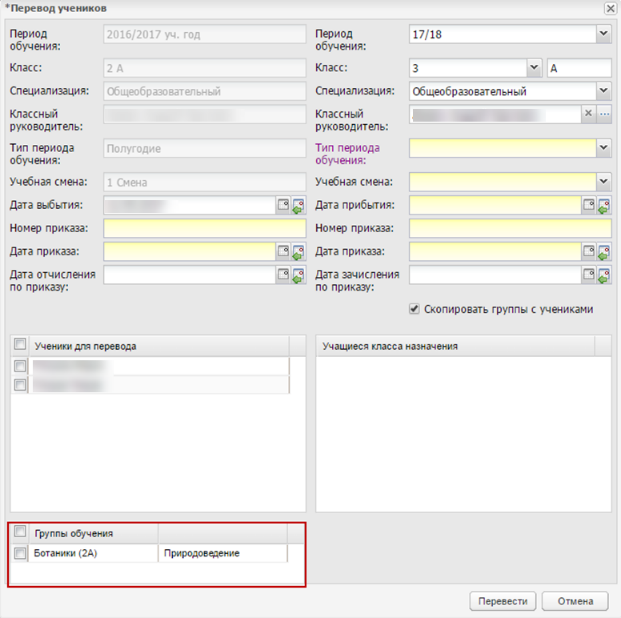 *Перевод учеников
Период обучения:
2016/2017 уч. год
Период обучения:
17/18
Класс:
2 А
Класс:
3
А
Специализация:
Общеобразовательный
Специализация:
Общеобразовательный
Классный руководитель:
Классный руководитель:
Тип периода обучения:
Полугодие
Тип периода обучения:
Учебная смена:
1 Смена
Учебная смена:
Дата выбытия:
Дата прибытия:
Номер приказа:
Номер приказа:
Дата приказа:
Дата приказа:
Дата отчисления по приказу:
Дата зачисления по приказу:
Скопировать группы с учениками
Ученики для перевода
Учащиеся класса назначения
Группы обучения
Ботаники (2А)
Природоведение
Перевести
Отмена